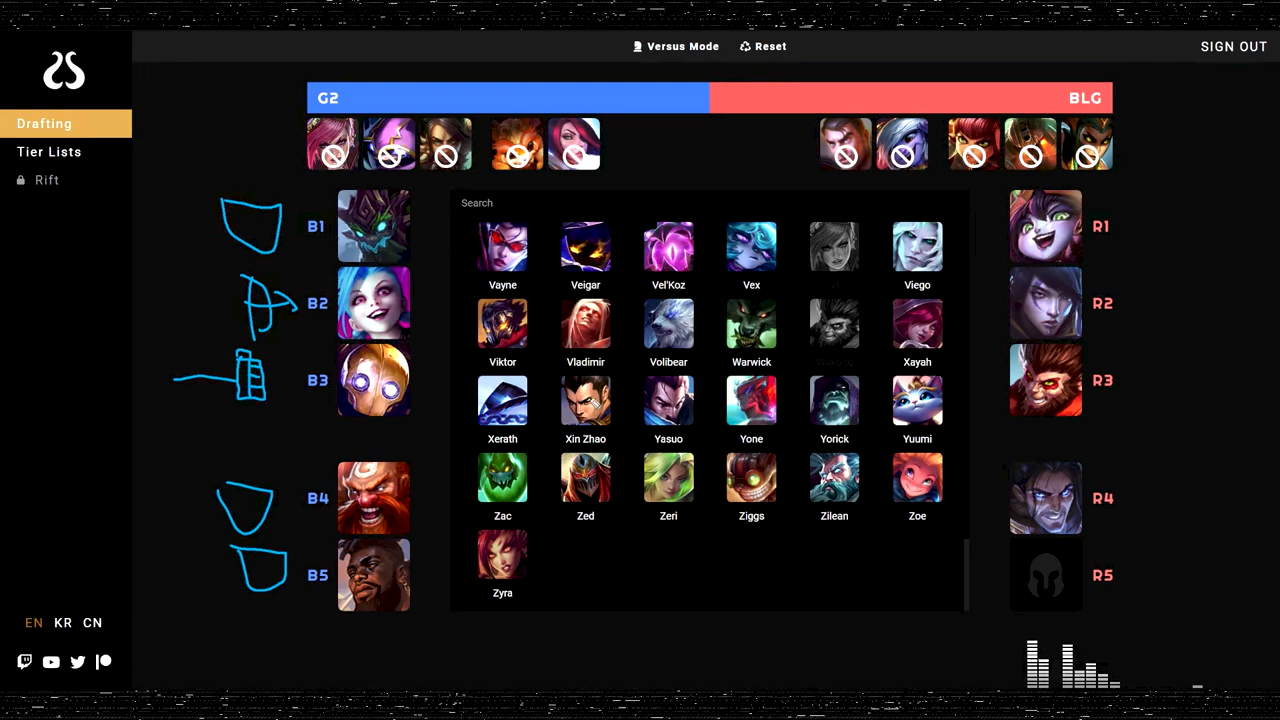 Versus Mode Reset
SIGN OUT
G2 BLG
Drafting
Tier Lists
Rift
Search
B1
B2
B3
B4
B5
R1
R2
R3
R4
R5
Vayne Veigar Vel'Koz Vex Viego
Viktor Vladimir Volibear Warwick Xayah
Xerath Xin Zhao Yasuo Yone Yorick Yuumi
Zac Zed Zeri Ziggs Zilean Zoe
Zyra
EN KR CN